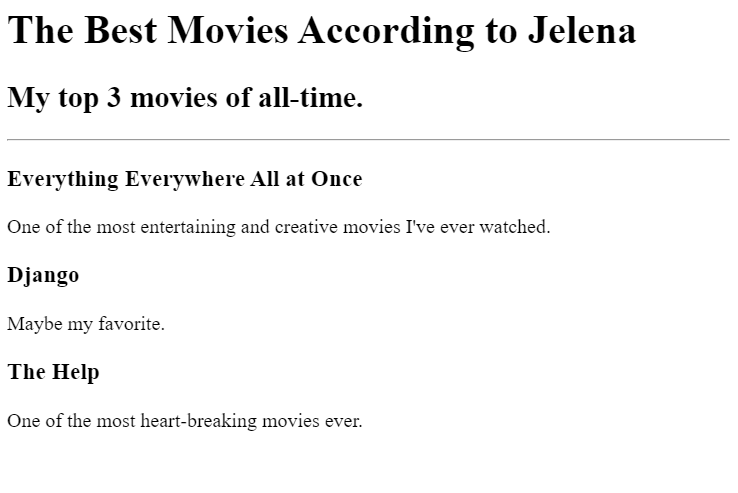 The Best Movies According to Jelena
My top 3 movies of all-time.
Everything Everywhere All at Once
One of the most entertaining and creative movies I've ever watched.
Django
Maybe my favorite.
The Help
One of the most heart-breaking movies ever.